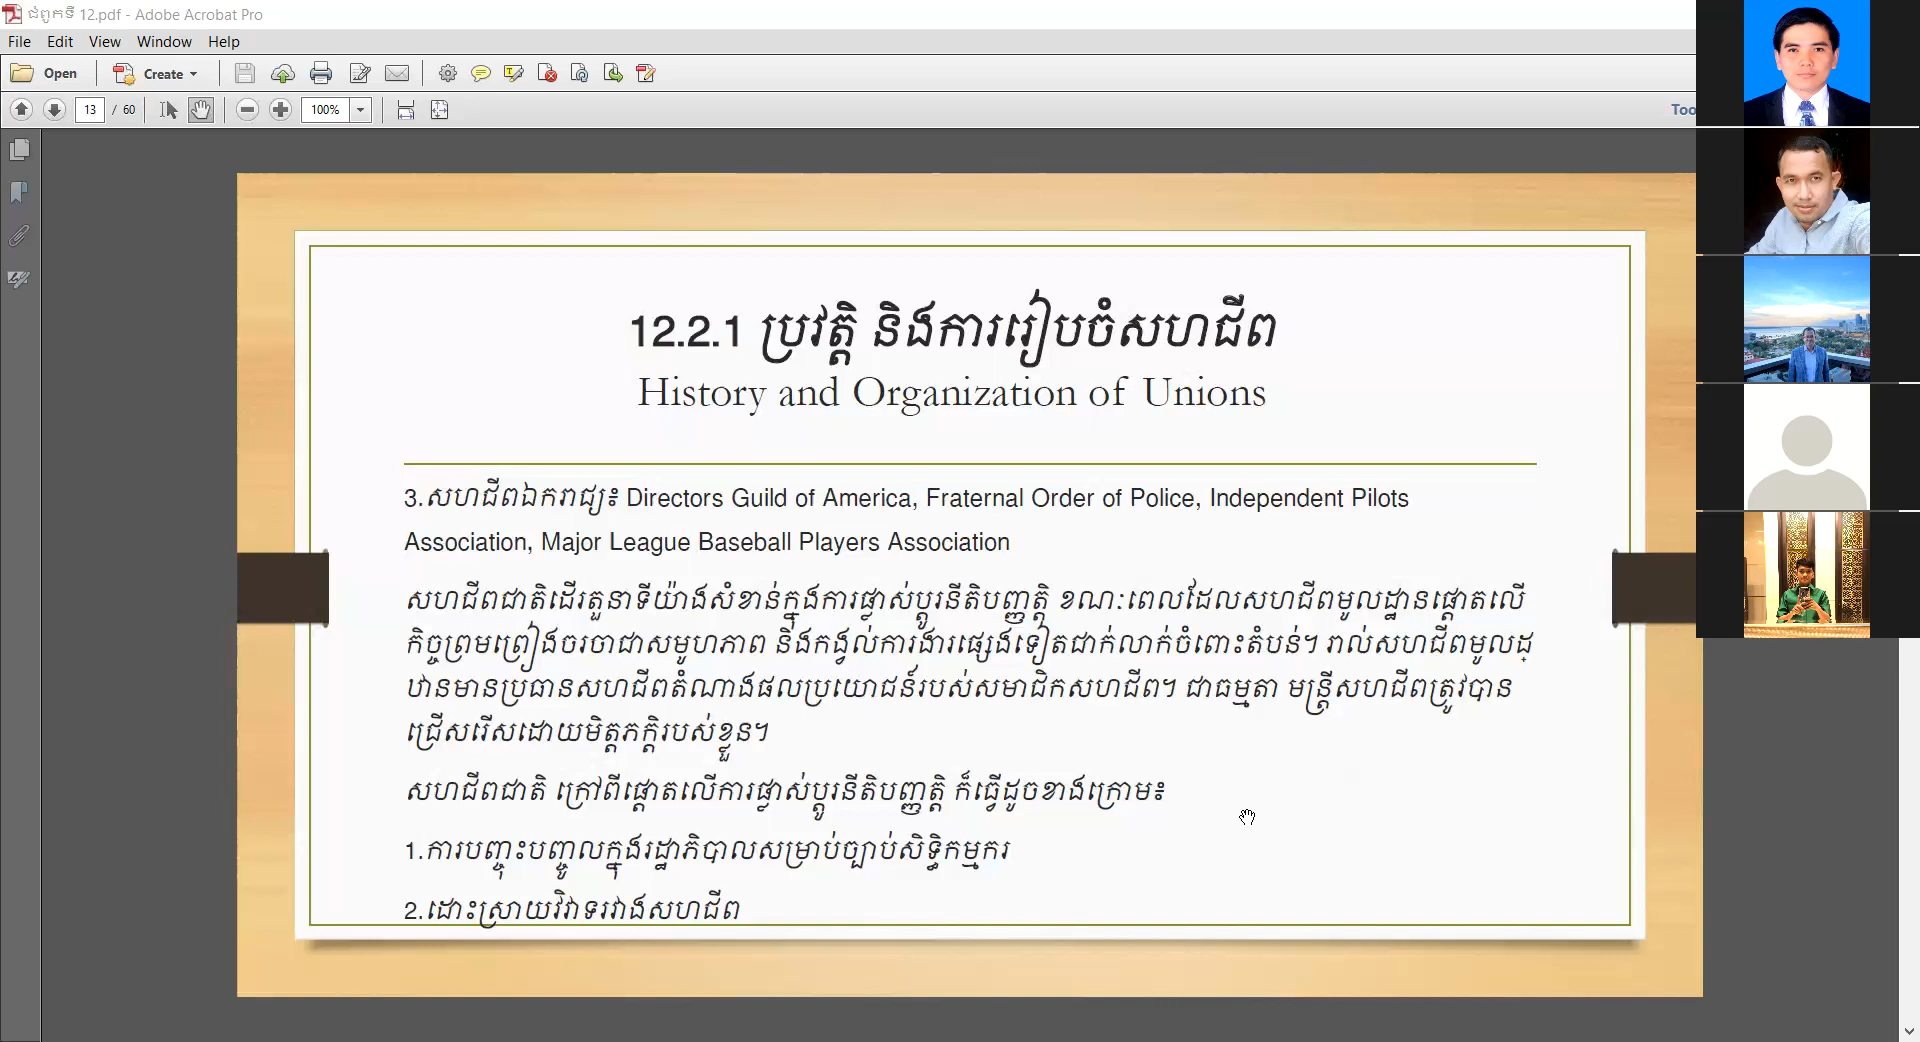 ជំពូកទី 12.pdf - Adobe Acrobat Pro
File Edit View Window Help
Open Create
13 / 60 100% Too
12.2.1 ប្រវត្តិ និងការរៀបចំសហជីព
History and Organization of Unions
3.សហជីពឯករាជ្យ៖ Directors Guild of America, Fraternal Order of Police, Independent Pilots
Association, Major League Baseball Players Association
សហជីពជាតិដើរតួនាទីយ៉ាងសំខាន់ក្នុងការផ្លាស់ប្តូរនីតិបញ្ញត្តិ ខណៈពេលដែលសហជីពមូលដ្ឋានផ្តោតលើ
កិច្ចព្រមព្រៀងចរចាជាសមូហភាព និងកង្វល់ការងារផ្សេងទៀតជាក់លាក់ចំពោះតំបន់។ រាល់សហជីពមូលដ្
ឋានមានប្រធានសហជីពតំណាងផលប្រយោជន៍របស់សមាជិកសហជីព។ ជាធម្មតា មន្ត្រីសហជីពត្រូវបាន
ជ្រើសរើសដោយមិត្តភក្តិរបស់ខ្លួន។
សហជីពជាតិ ក្រៅពីផ្តោតលើការផ្លាស់ប្តូរនីតិបញ្ញត្តិ ក៏ធ្វើដូចខាងក្រោម៖
1.ការបញ្ចុះបញ្ចូលក្នុងរដ្ឋាភិបាលសម្រាប់ច្បាប់សិទ្ធិកម្មករ
2.ដោះស្រាយវិវាទរវាងសហជីព